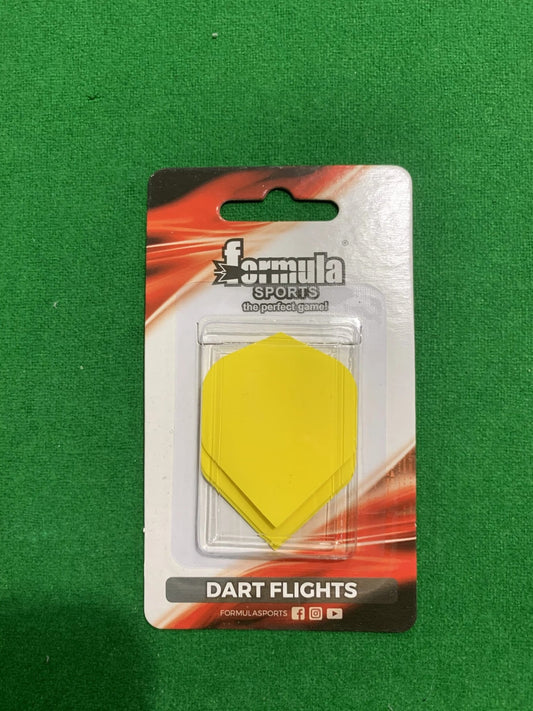 formula®
SPORTS
the perfect game!
DART FLIGHTS
FORMULASPORTS